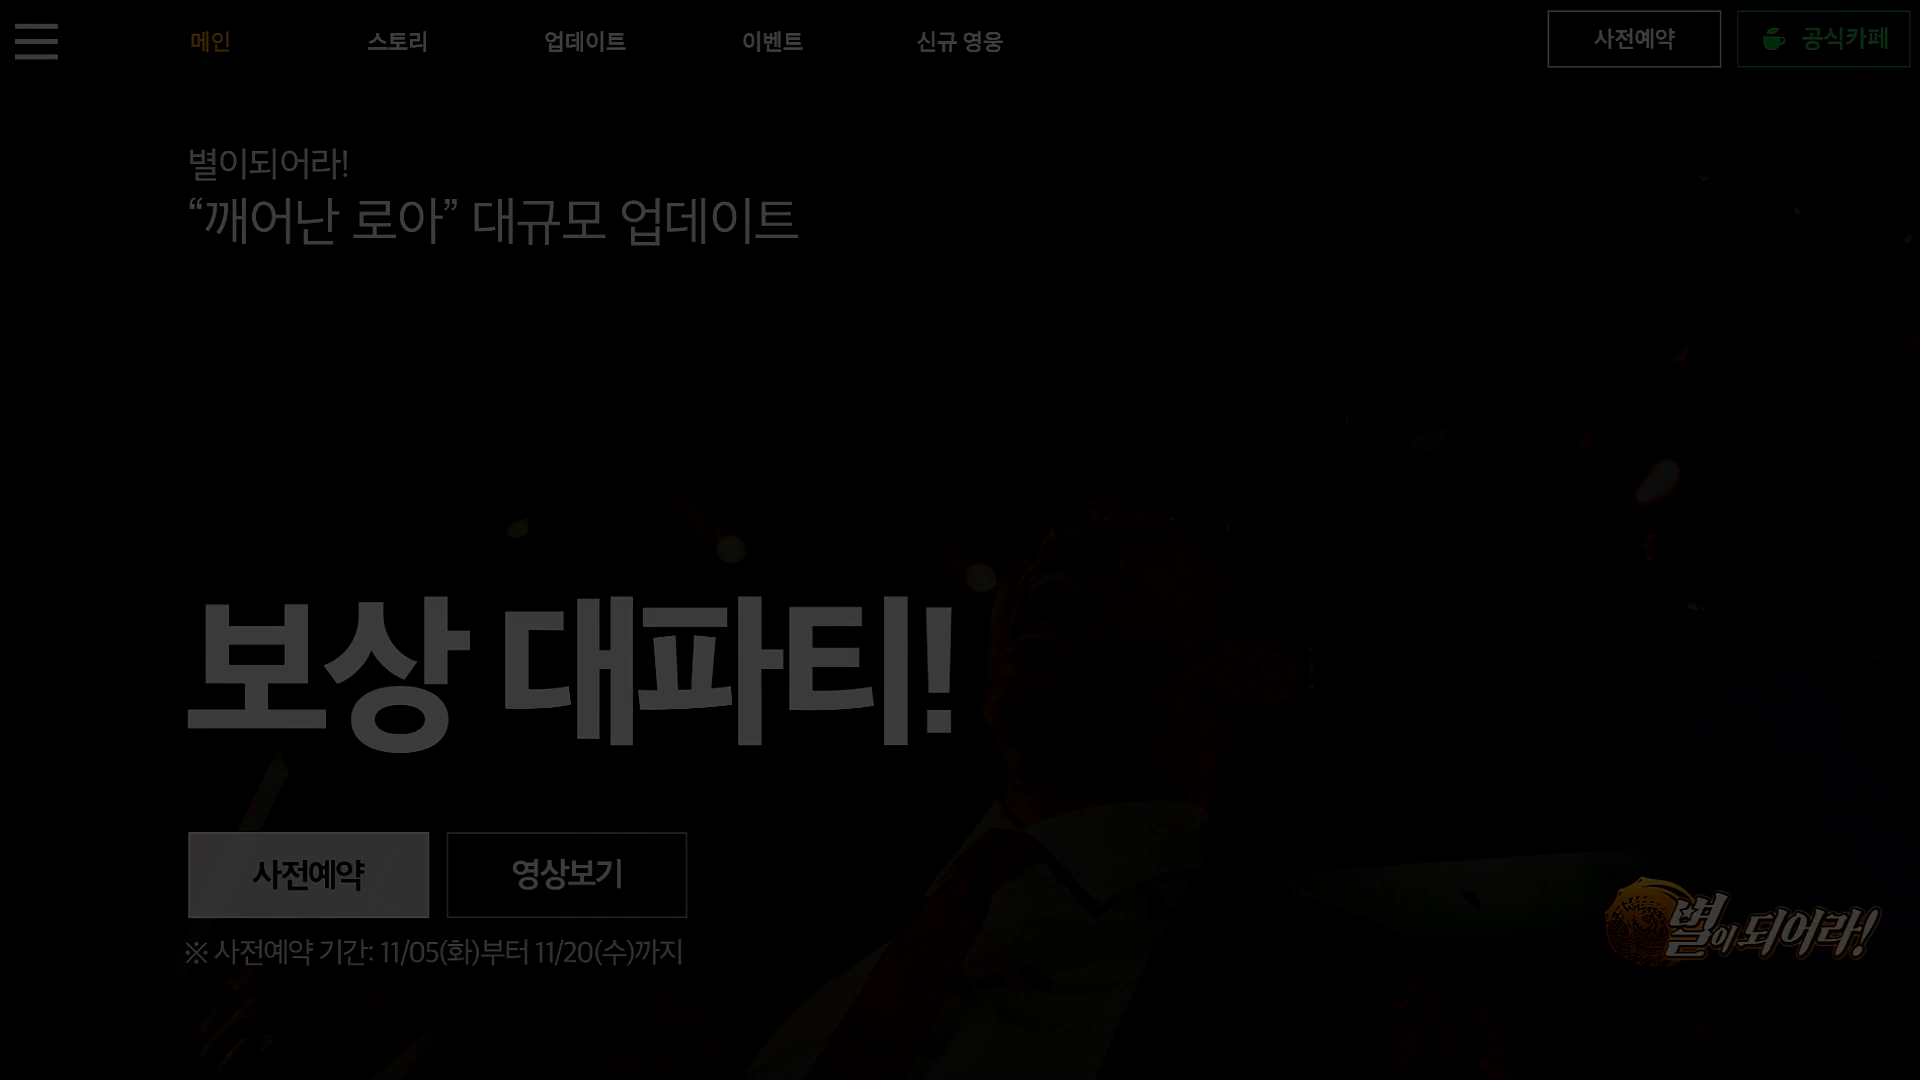 메인
스토리
업데이트
이벤트
신규 영웅
사전예약
공식카페
별이되어라!
“깨어난 로아” 대규모 업데이트
보상 대파티!
사전예약
영상보기
※ 사전예약 기간: 11/05(화)부터 11/20(수)까지
별이되어라!